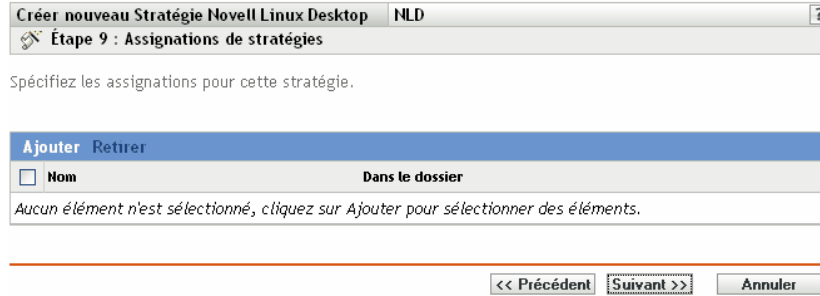 Créer nouveau Stratégie Novell Linux Desktop NLD ?
Étape 9 : Assignations de stratégies
Spécifiez les assignations pour cette stratégie.
Ajouter Retirer
Nom Dans le dossier
Aucun élément n'est sélectionné, cliquez sur Ajouter pour sélectionner des éléments.
<< Précédent Suivant >> Annuler